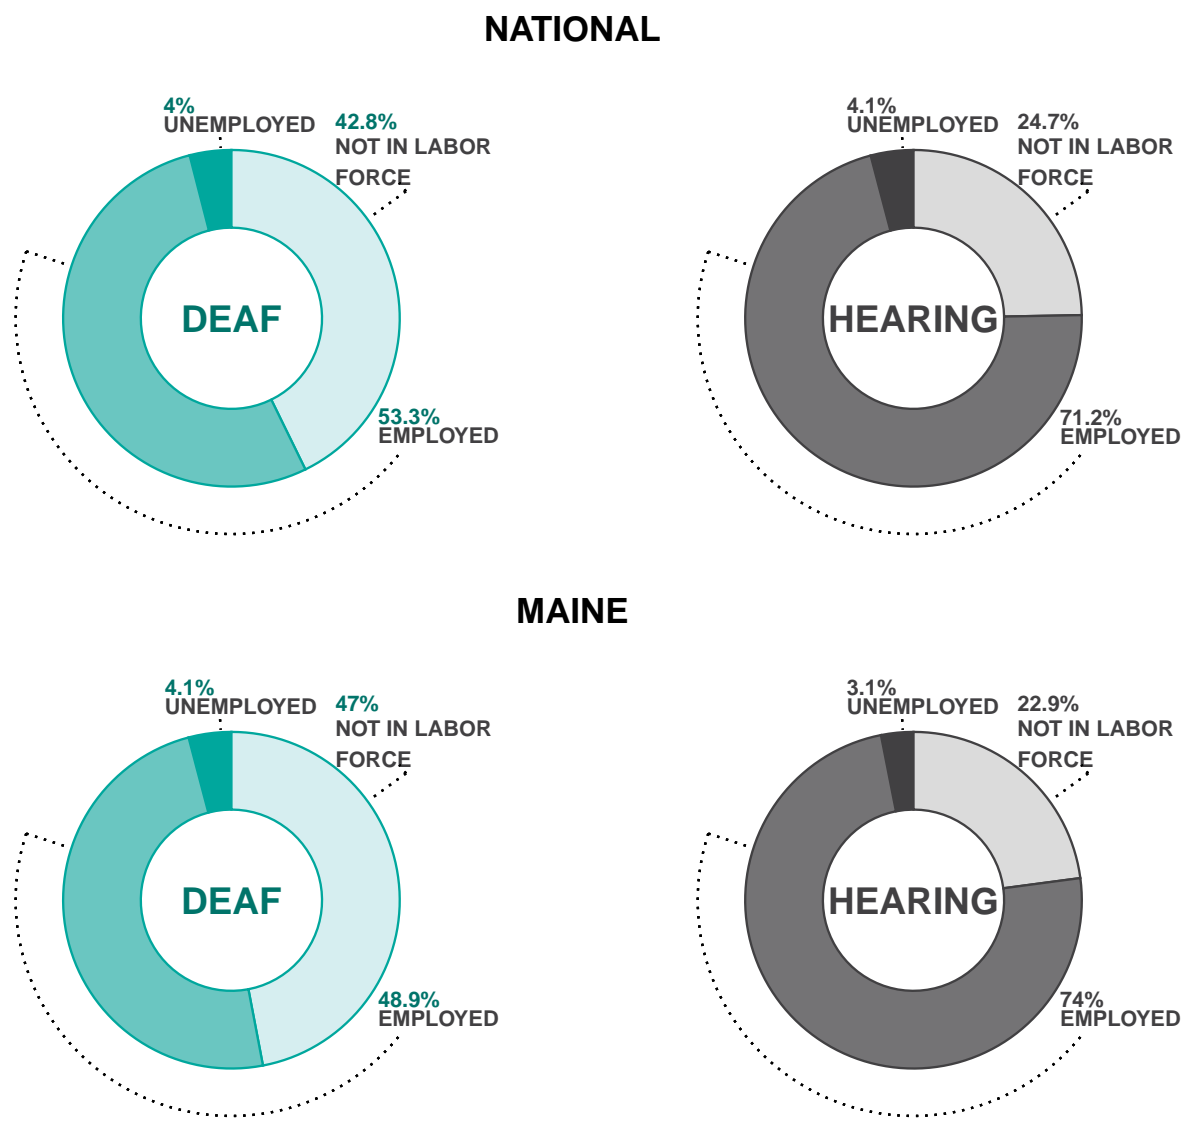 NATIONAL
4%
UNEMPLOYED
42.8%
NOT IN LABOR
FORCE
DEAF
53.3%
EMPLOYED
4.1%
UNEMPLOYED
24.7%
NOT IN LABOR
FORCE
HEARING
71.2%
EMPLOYED
MAINE
4.1%
UNEMPLOYED
47%
NOT IN LABOR
FORCE
DEAF
48.9%
EMPLOYED
3.1%
UNEMPLOYED
22.9%
NOT IN LABOR
FORCE
HEARING
74%
EMPLOYED